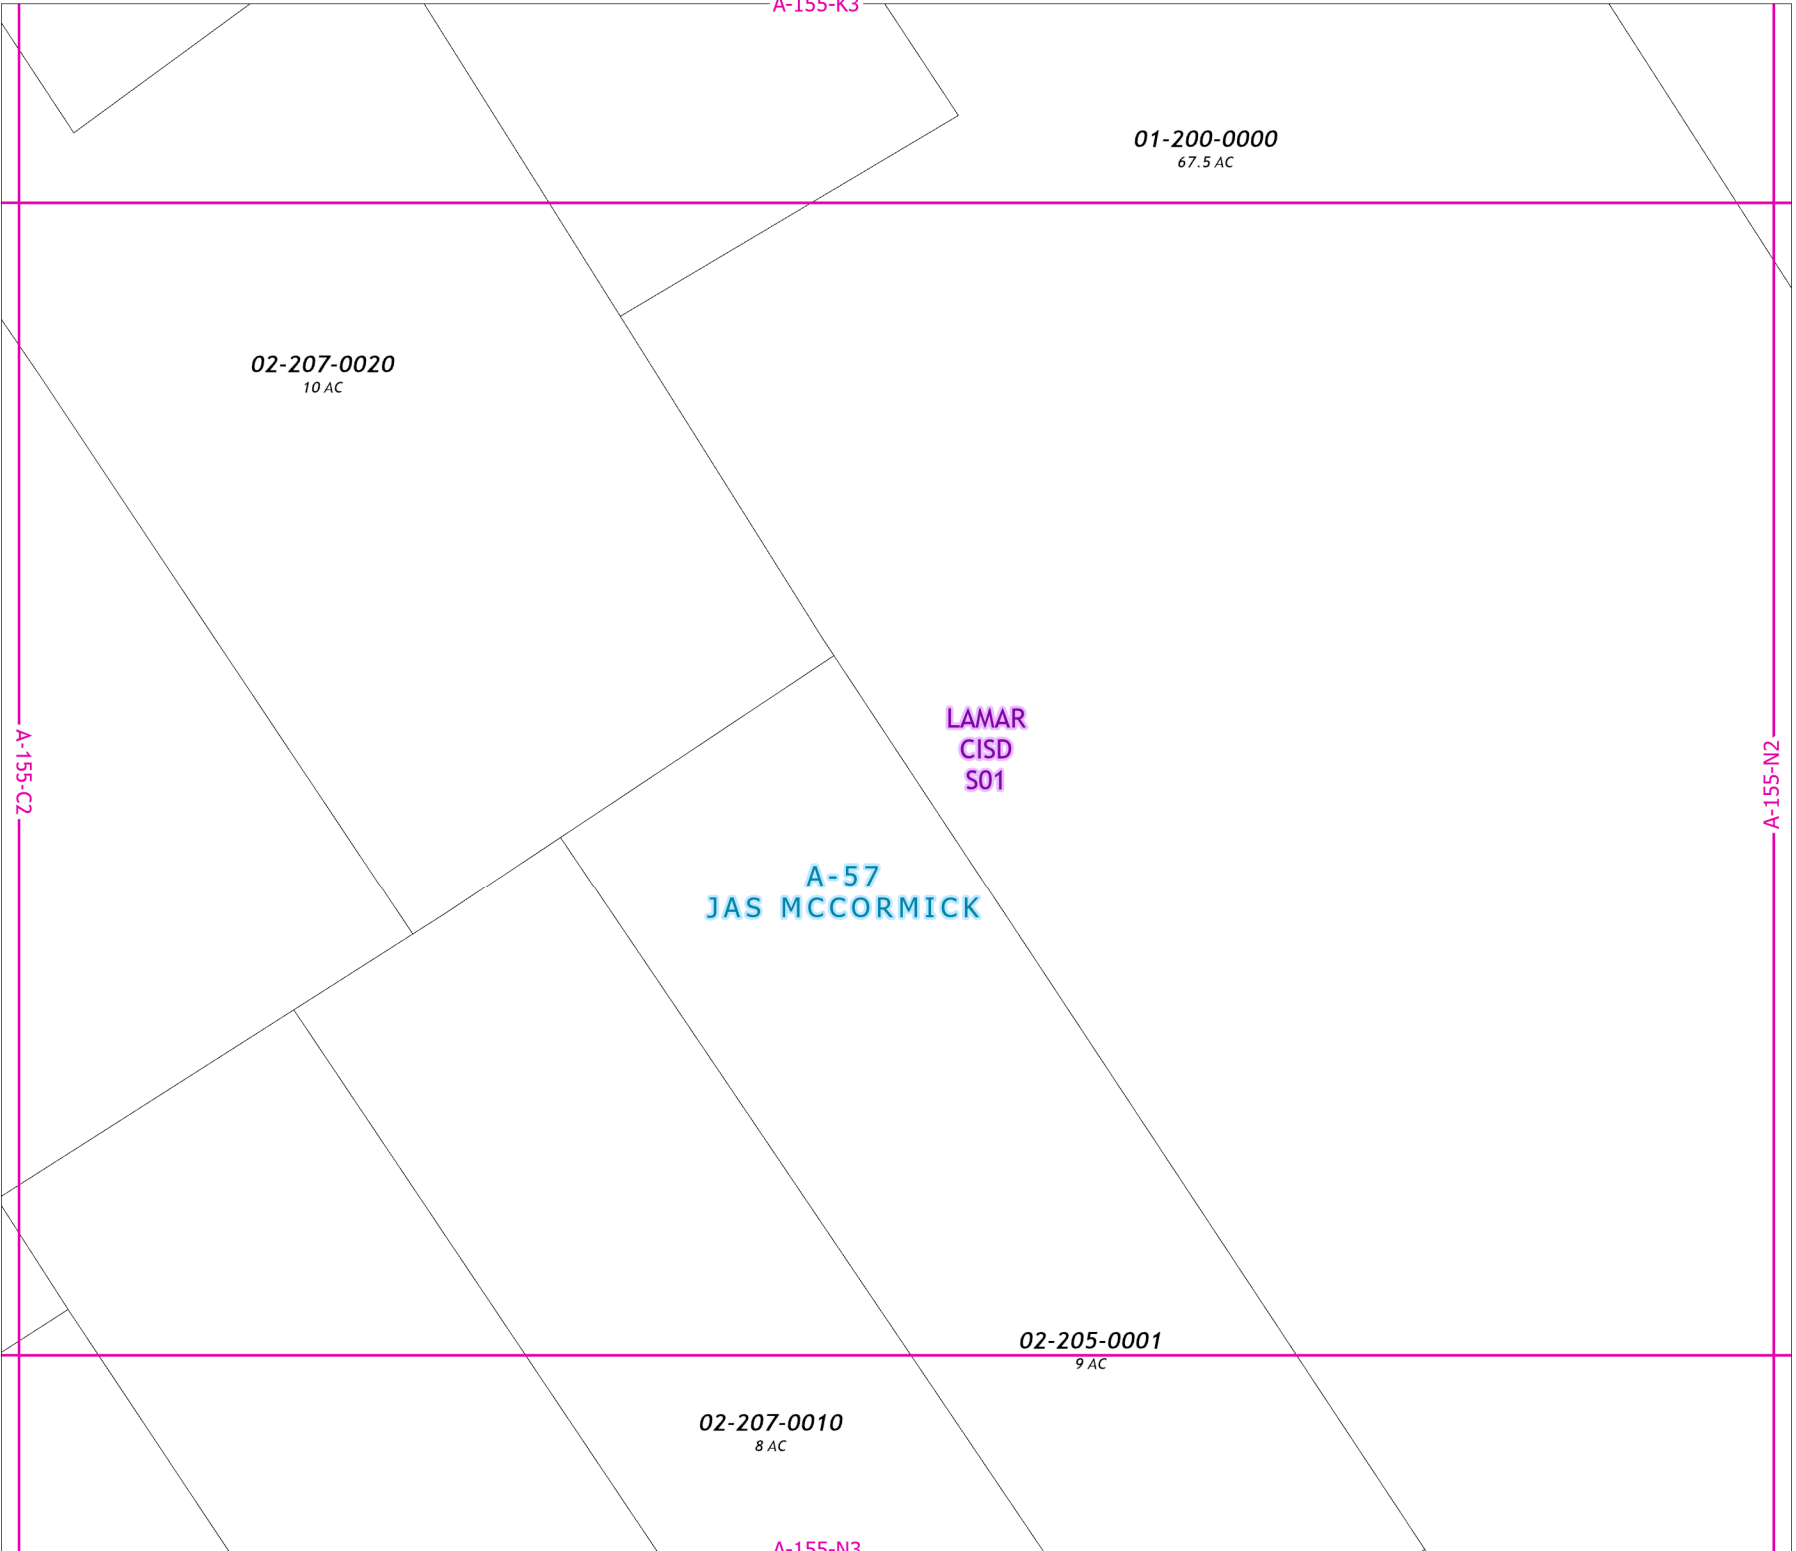 A-155-K3
01-200-0000
67.5 AC
02-207-0020
10 AC
LAMAR
CISD
S01
A-155-C2
A-155-N2
A-57
JAS MCCORMICK
02-205-0001
9 AC
02-207-0010
8 AC
A-155-N3